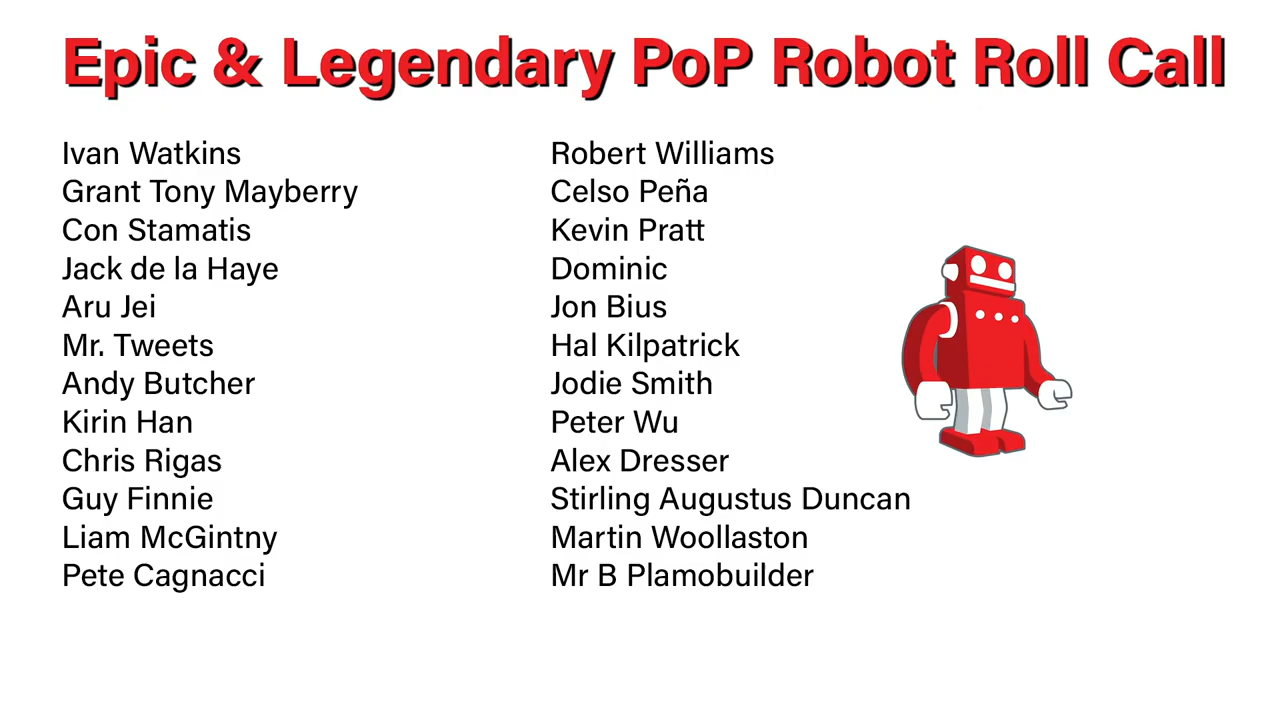 Epic & Legendary PoP Robot Roll Call
Ivan Watkins
Grant Tony Mayberry
Con Stamatis
Jack de la Haye
Aru Jei
Mr. Tweets
Andy Butcher
Kirin Han
Chris Rigas
Guy Finnie
Liam McGintny
Pete Cagnacci
Robert Williams
Celso Peña
Kevin Pratt
Dominic
Jon Bius
Hal Kilpatrick
Jodie Smith
Peter Wu
Alex Dresser
Stirling Augustus Duncan
Martin Woollaston
Mr B Plamobuilder